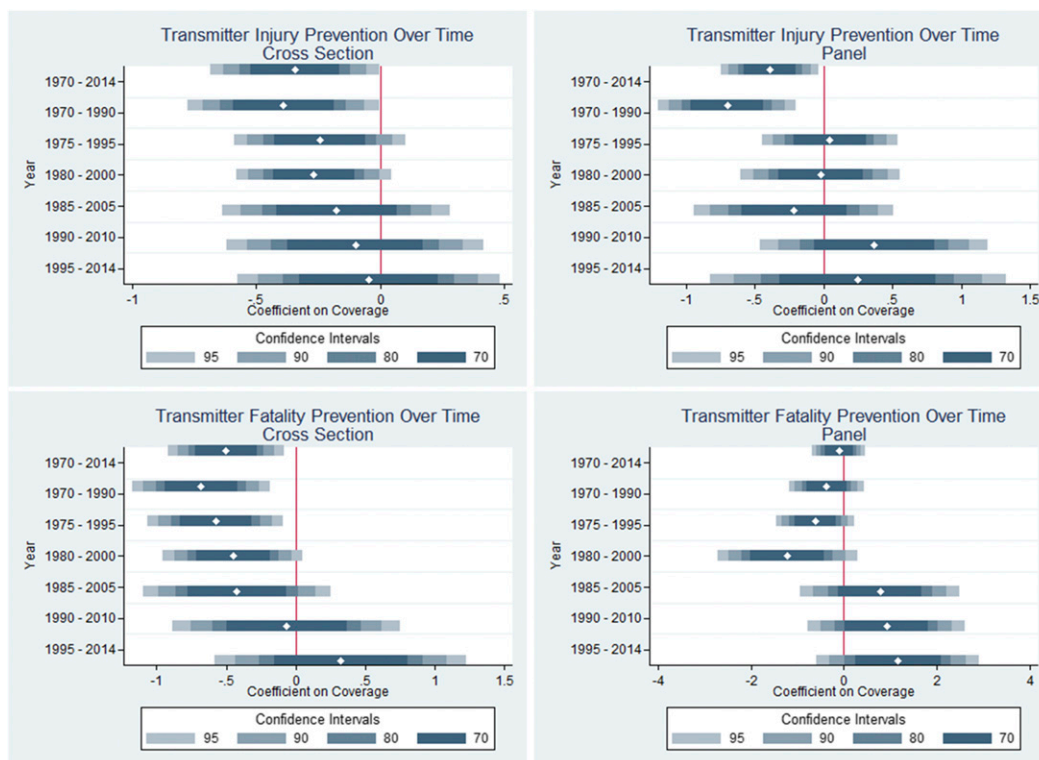 Transmitter Injury Prevention Over Time
Cross Section
Year
1970 - 2014
1970 - 1990
1975 - 1995
1980 - 2000
1985 - 2005
1990 - 2010
1995 - 2014
-1 -.5 0 .5
Coefficient on Coverage
Confidence Intervals
95 90 80 70
Transmitter Injury Prevention Over Time
Panel
Year
1970 - 2014
1970 - 1990
1975 - 1995
1980 - 2000
1985 - 2005
1990 - 2010
1995 - 2014
-1 -.5 0 .5 1 1.5
Coefficient on Coverage
Confidence Intervals
95 90 80 70
Transmitter Fatality Prevention Over Time
Cross Section
Year
1970 - 2014
1970 - 1990
1975 - 1995
1980 - 2000
1985 - 2005
1990 - 2010
1995 - 2014
-1 -.5 0 .5 1 1.5
Coefficient on Coverage
Confidence Intervals
95 90 80 70
Transmitter Fatality Prevention Over Time
Panel
Year
1970 - 2014
1970 - 1990
1975 - 1995
1980 - 2000
1985 - 2005
1990 - 2010
1995 - 2014
-4 -2 0 2 4
Coefficient on Coverage
Confidence Intervals
95 90 80 70